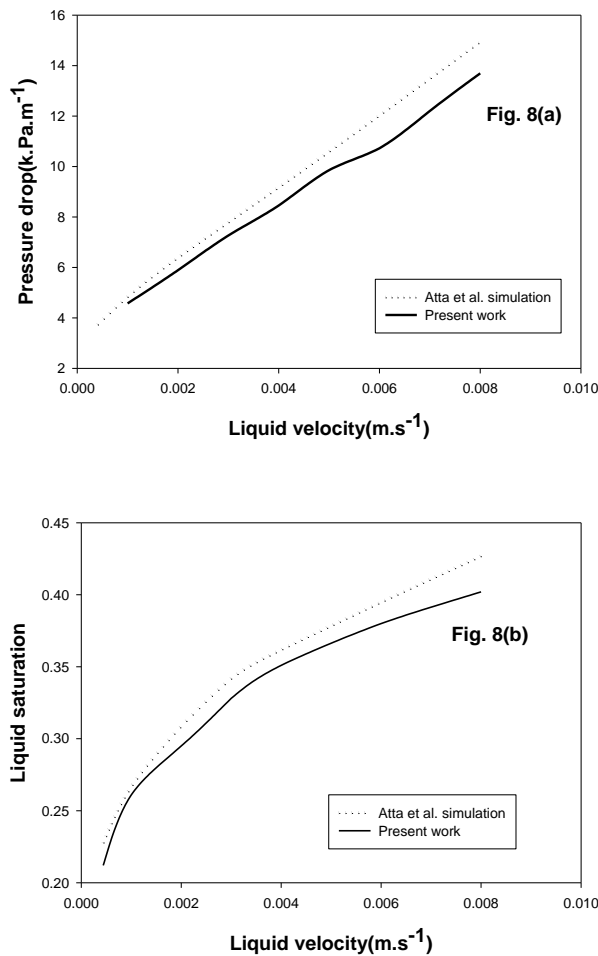 16
14
12
10
8
6
4
2
Pressure drop(k.Pa.m-1)
Fig. 8(a)
Atta et al. simulation
Present work
0.000 0.002 0.004 0.006 0.008 0.010
Liquid velocity(m.s-1)
0.45
0.40
0.35
0.30
0.25
0.20
Liquid saturation
Fig. 8(b)
Atta et al. simulation
Present work
0.000 0.002 0.004 0.006 0.008 0.010
Liquid velocity(m.s-1)